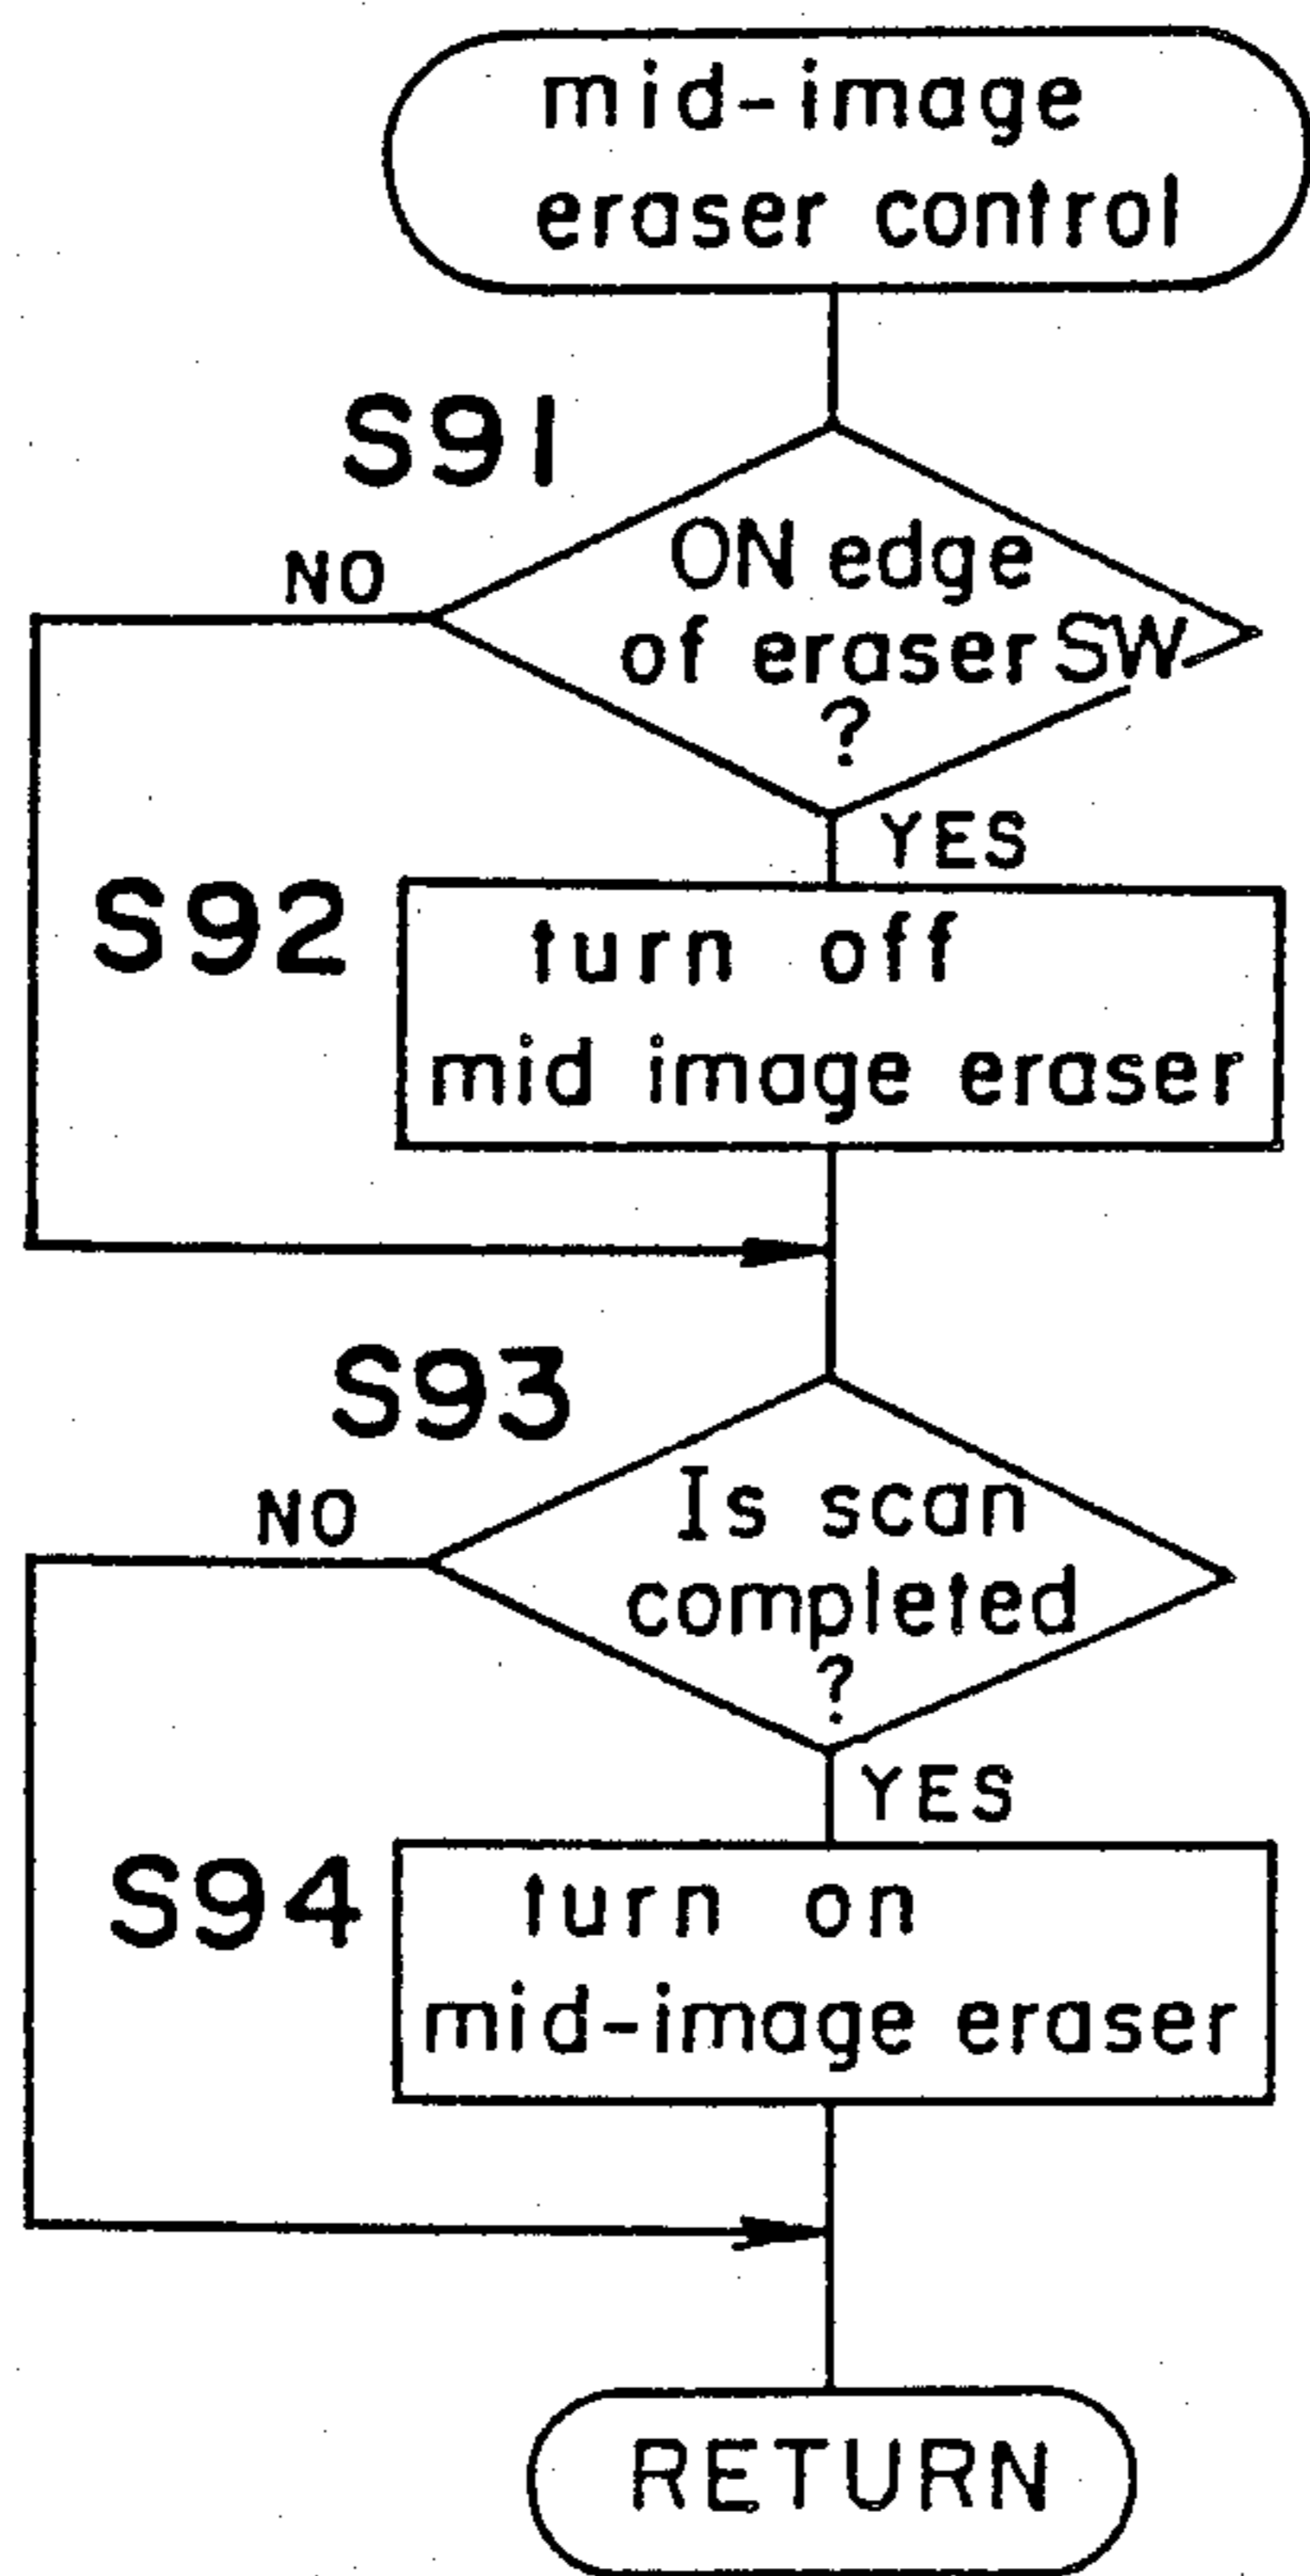 mid-image
eraser control
S91
NO
ON edge
of eraser SW
?
YES
S92
turn off
mid image eraser
S93
NO
Is scan
completed
?
YES
S94
turn on
mid-image eraser
RETURN